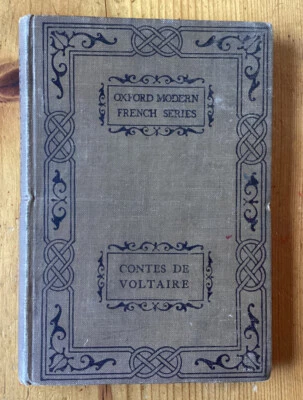 OXFORD MODERN
FRENCH SERIES
CONTES DE
VOLTAIRE